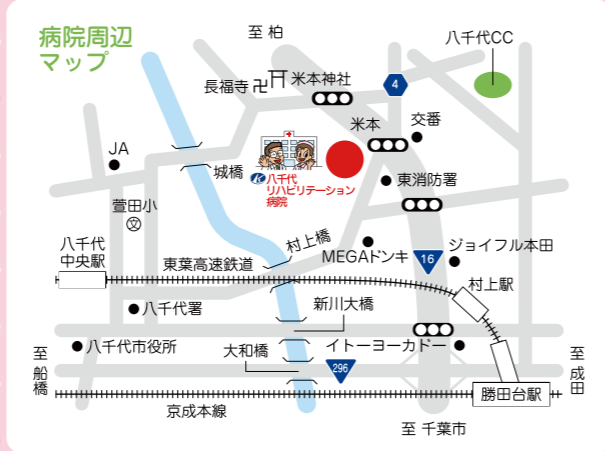 病院周辺
マップ
至 柏
八千代CC
長福寺 卍
米本神社
4
米本
交番
JA
城橋
八千代
リハビリテーション
病院
東消防署
萱田小
文
八千代
中央駅
東葉高速鉄道
村上橋
MEGAドンキ
16
ジョイフル本田
村上駅
八千代署
新川大橋
八千代市役所
大和橋
イトーヨーカドー
296
至
船
橋
至
成
田
京成本線
勝田台駅
至 千葉市